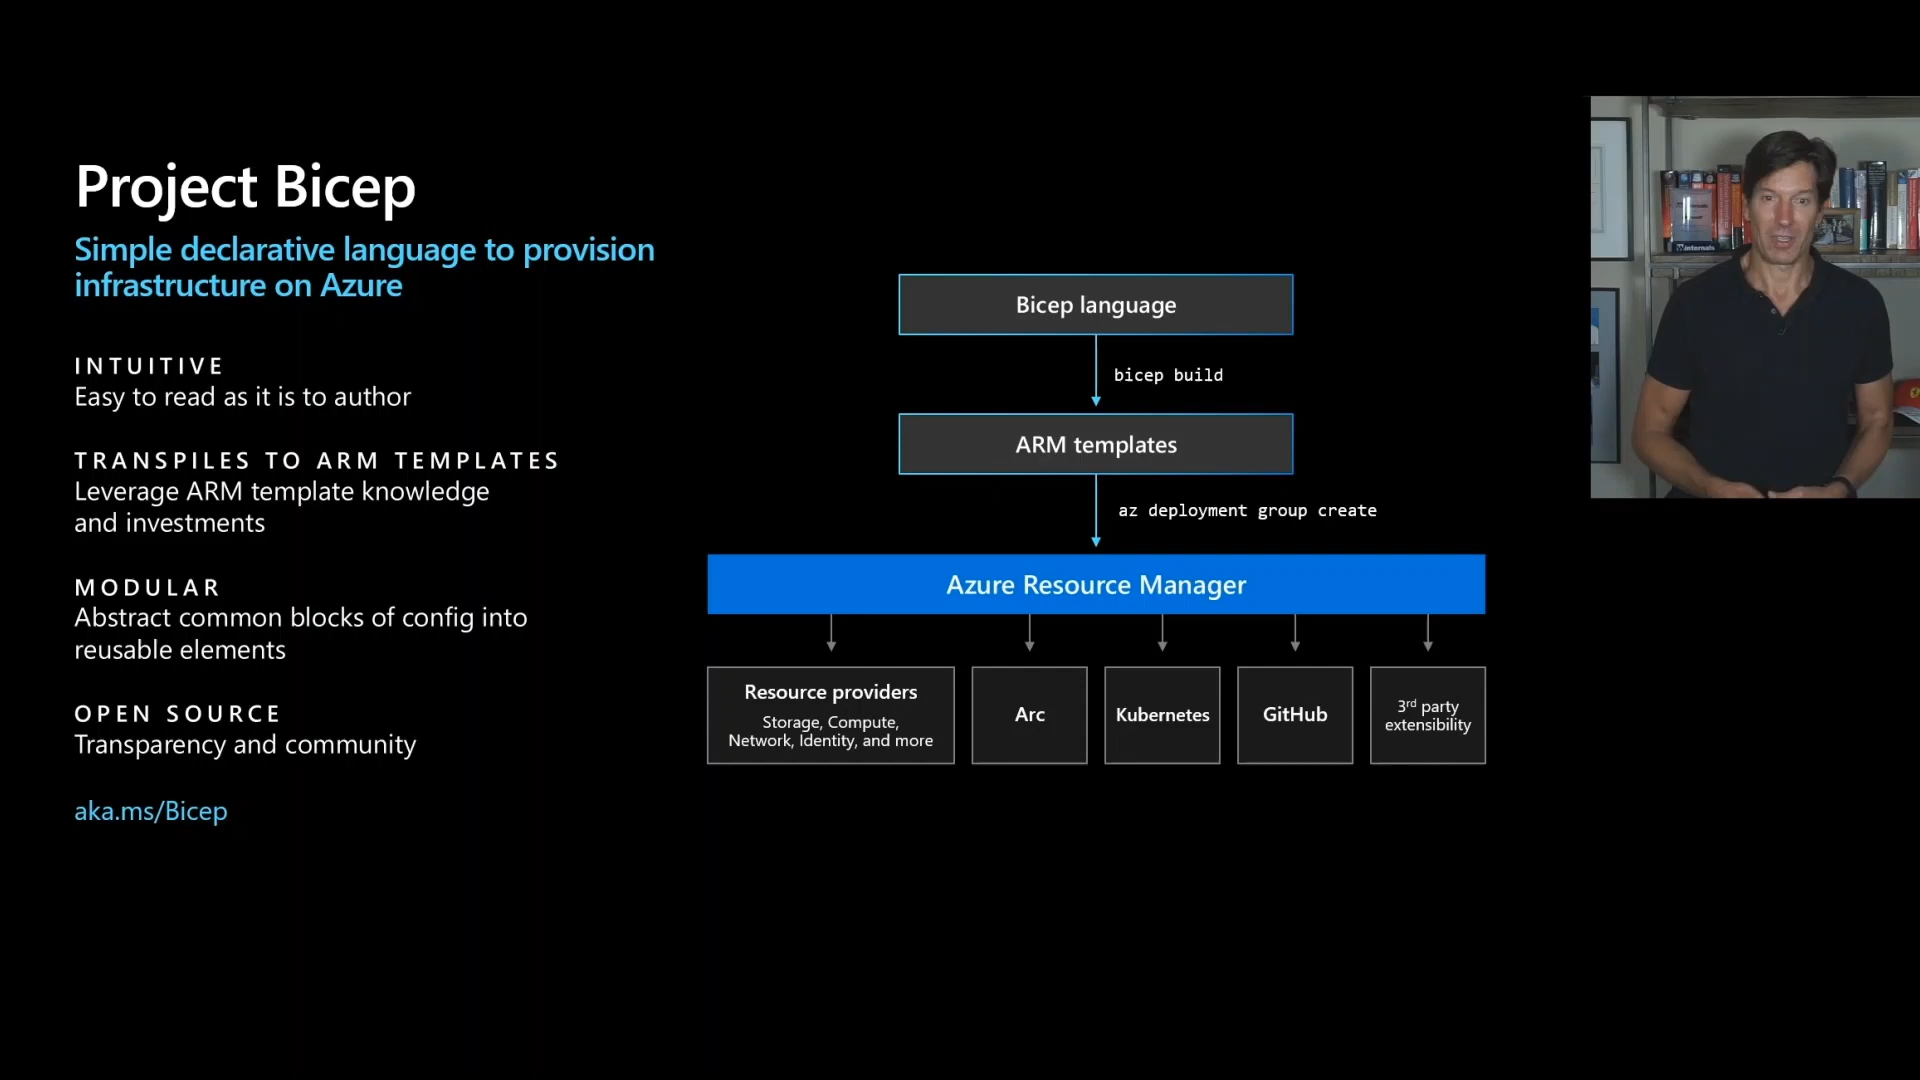 Project Bicep
Simple declarative language to provision
infrastructure on Azure
INTUITIVE
Easy to read as it is to author
TRANSPILES TO ARM TEMPLATES
Leverage ARM template knowledge
and investments
MODULAR
Abstract common blocks of config into
reusable elements
OPEN SOURCE
Transparency and community
aka.ms/Bicep
Bicep language
bicep build
ARM templates
az deployment group create
Azure Resource Manager
Resource providers
Storage, Compute,
Network, Identity, and more
Arc
Kubernetes
GitHub
3rd party
extensibility